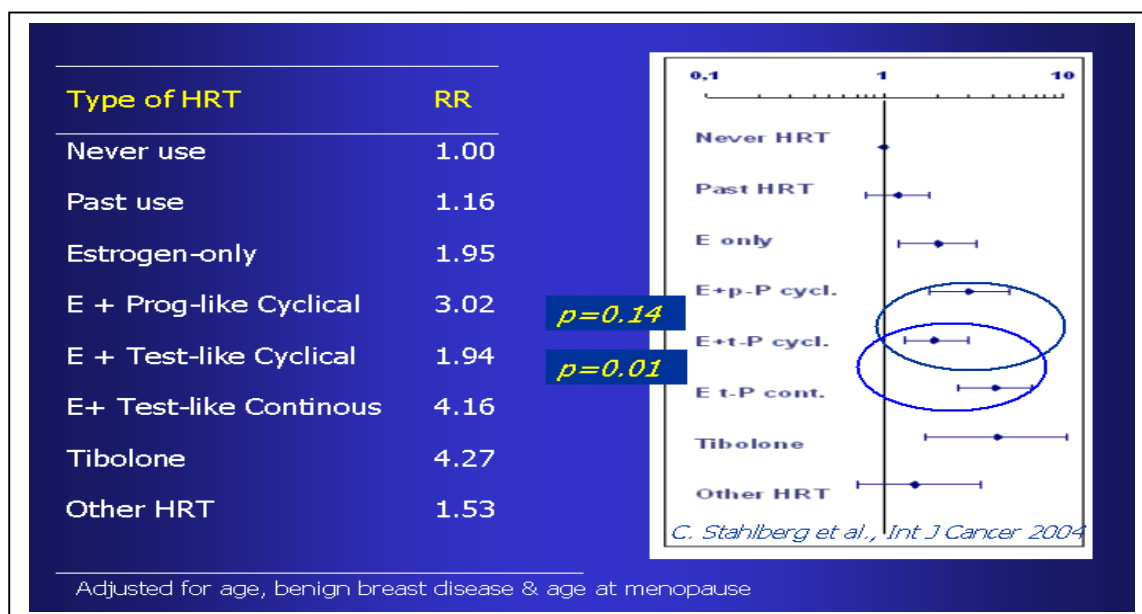 Type of HRT RR
Never use 1.00
Past use 1.16
Estrogen-only 1.95
E + Prog-like Cyclical 3.02
E + Test-like Cyclical 1.94
E+ Test-like Continous 4.16
Tibolone 4.27
Other HRT 1.53
p=0.14
p=0.01
0,1 1 10
Never HRT
Past HRT
E only
E+p-P cycl.
E+t-P cycl.
E t-P cont.
Tibolone
Other HRT
C. Stahlberg et al., Int J Cancer 2004
Adjusted for age, benign breast disease & age at menopause